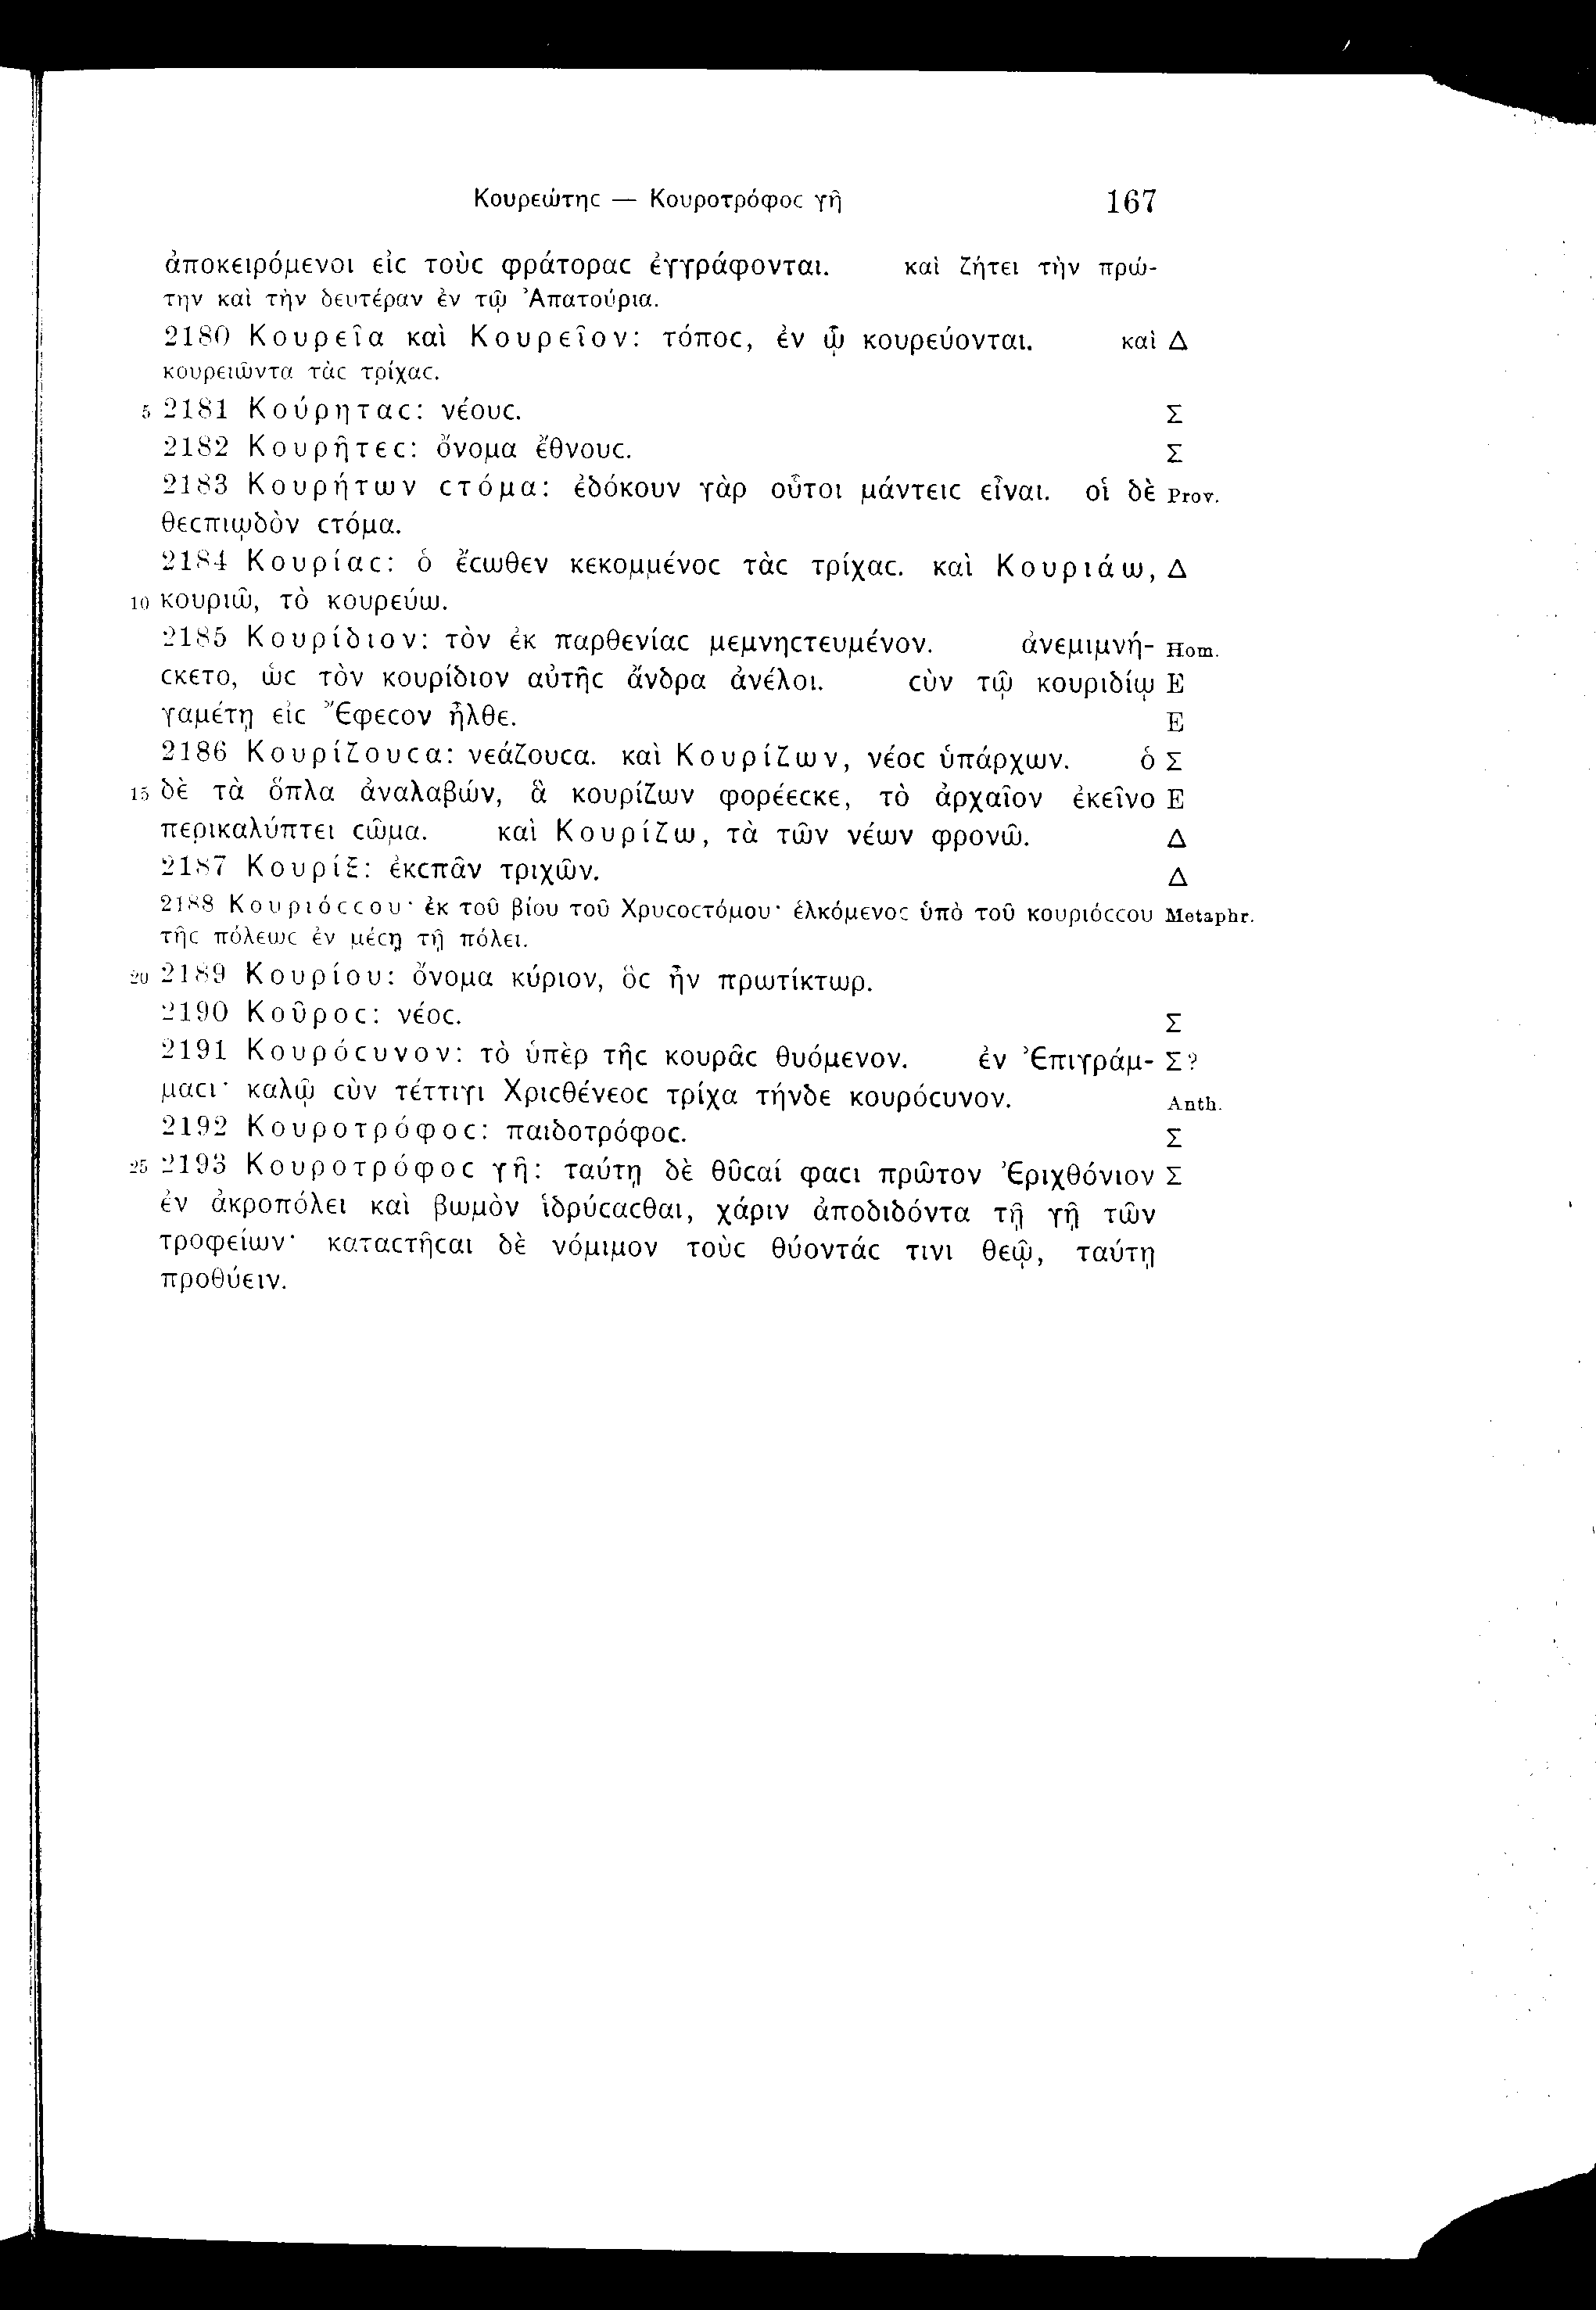 Κουρεώτηϲ — Κουροτρόφοϲ γῆ 167
ἀποκειρόμενοι εἰϲ τοὺϲ φράτοραϲ ἐγγράφονται. καὶ ζήτει τὴν πρώ-
την καὶ τὴν δευτέραν ἐν τῷ Ἀπατούρια.
2180 Κουρεῖα καὶ Κουρεῖον: τόποϲ, ἐν ᾧ κουρεύονται. καὶ Δ
κουρειῶντα τὰϲ τρίχαϲ.
5 2181 Κούρηταϲ: νέουϲ. Σ
2182 Κουρῆτεϲ: ὄνομα ἔθνουϲ. Σ
2183 Κουρήτων ϲτόμα: ἐδόκουν γὰρ οὗτοι μάντειϲ εἶναι. οἱ δὲ Prov.
θεϲπιῳδὸν ϲτόμα.
2184 Κουρίαϲ: ὁ ἔϲωθεν κεκομμένοϲ τὰϲ τρίχαϲ. καὶ Κουριάω, Δ
10 κουριῶ, τὸ κουρεύω.
2185 Κουρίδιον: τὸν ἐκ παρθενίαϲ μεμνηϲτευμένον. ἀνεμιμνή- Hom.
ϲκετο, ὡϲ τὸν κουρίδιον αὐτῆϲ ἄνδρα ἀνέλοι. ϲὺν τῷ κουριδίῳ E
γαμέτῃ εἰϲ Ἔφεϲον ἦλθε. E
2186 Κουρίζουϲα: νεάζουϲα. καὶ Κουρίζων, νέοϲ ὑπάρχων. ὁ Σ
15 δὲ τὰ ὅπλα ἀναλαβών, ἃ κουρίζων φορέεϲκε, τὸ ἀρχαῖον ἐκεῖνο E
περικαλύπτει ϲῶμα. καὶ Κουρίζω, τὰ τῶν νέων φρονῶ. Δ
2187 Κουρίξ: ἐκϲπᾶν τριχῶν. Δ
2188 Κουριόϲϲου· ἐκ τοῦ βίου τοῦ Χρυϲοϲτόμου· ἑλκόμενοϲ ὑπὸ τοῦ κουριόϲϲου Metaphr.
τῆϲ πόλεωϲ ἐν μέϲῃ τῇ πόλει.
20 2189 Κουρίου: ὄνομα κύριον, ὃϲ ἦν πρωτίκτωρ.
2190 Κοῦροϲ: νέοϲ. Σ
2191 Κουρόϲυνον: τὸ ὑπὲρ τῆϲ κουρᾶϲ θυόμενον. ἐν Ἐπιγράμ- Σ?
μαϲι· καλῷ ϲὺν τέττιγι Χριϲθένεοϲ τρίχα τήνδε κουρόϲυνον. Anth.
2192 Κουροτρόφοϲ: παιδοτρόφοϲ. Σ
25 2193 Κουροτρόφοϲ γῆ: ταύτῃ δὲ θῦϲαί φαϲι πρῶτον Ἐριχθόνιον Σ
ἐν ἀκροπόλει καὶ βωμὸν ἱδρύϲαϲθαι, χάριν ἀποδιδόντα τῇ γῇ τῶν
τροφείων· καταϲτῆϲαι δὲ νόμιμον τοὺϲ θύοντάϲ τινι θεῷ, ταύτῃ
προθύειν.